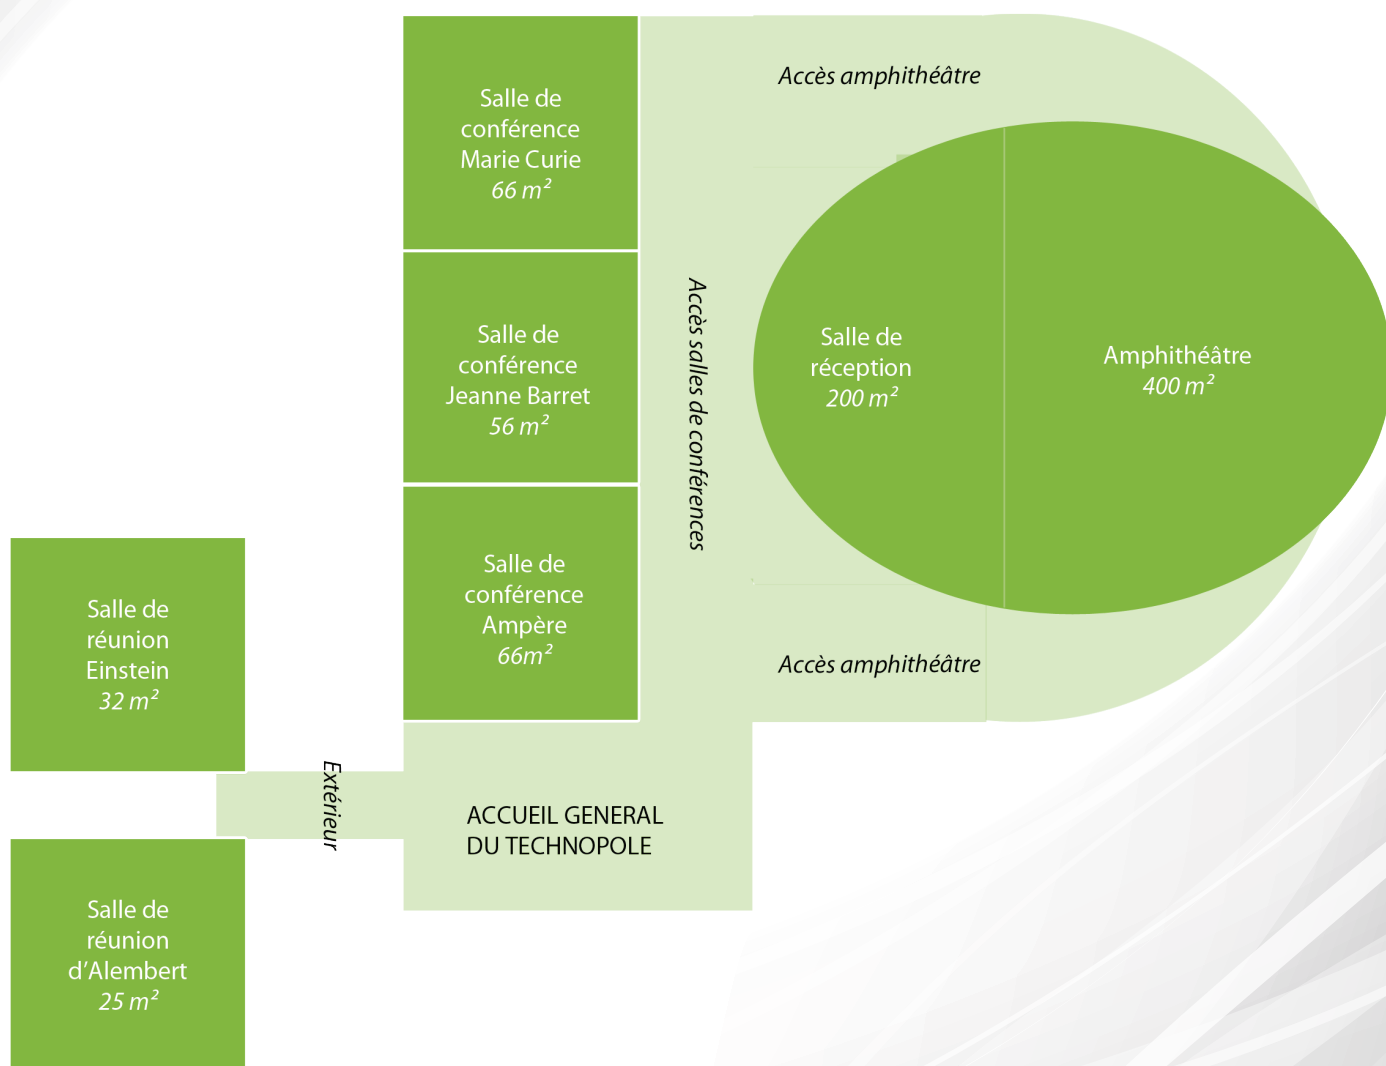 Accès amphithéâtre
Salle de
conférence
Marie Curie
66 m²
Salle de
conférence
Jeanne Barret
56 m²
Accès salles de conférences
Salle de
réception
200 m²
Amphithéâtre
400 m²
Salle de
conférence
Ampère
66m²
Accès amphithéâtre
Salle de
réunion
Einstein
32 m²
Extérieur
ACCUEIL GENERAL
DU TECHNOPOLE
Salle de
réunion
d'Alembert
25 m²